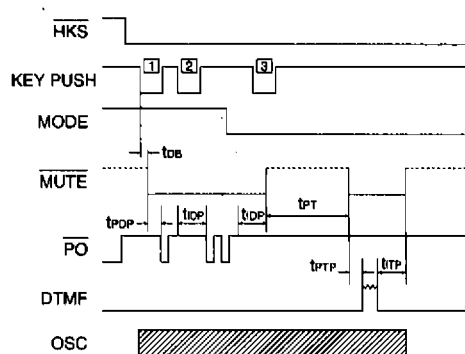 HKS
KEY PUSH 1 2 3
MODE
tDB
MUTE
tPDP tIDP tIDP tPT
PO
tPTP tITP
DTMF
OSC